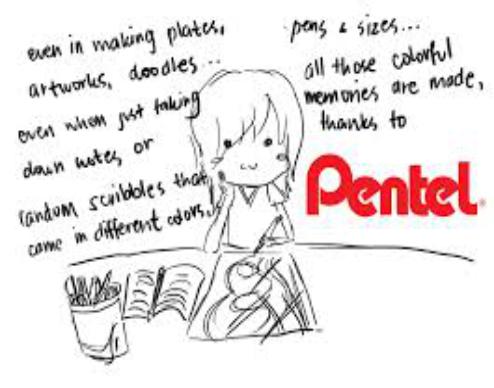 even in making plates,
artworks, doodles...
even when just taking
down notes, or
random scribbles that
come in different colors,
pens & sizes...
all those colorful
memories are made,
thanks to
Pentel